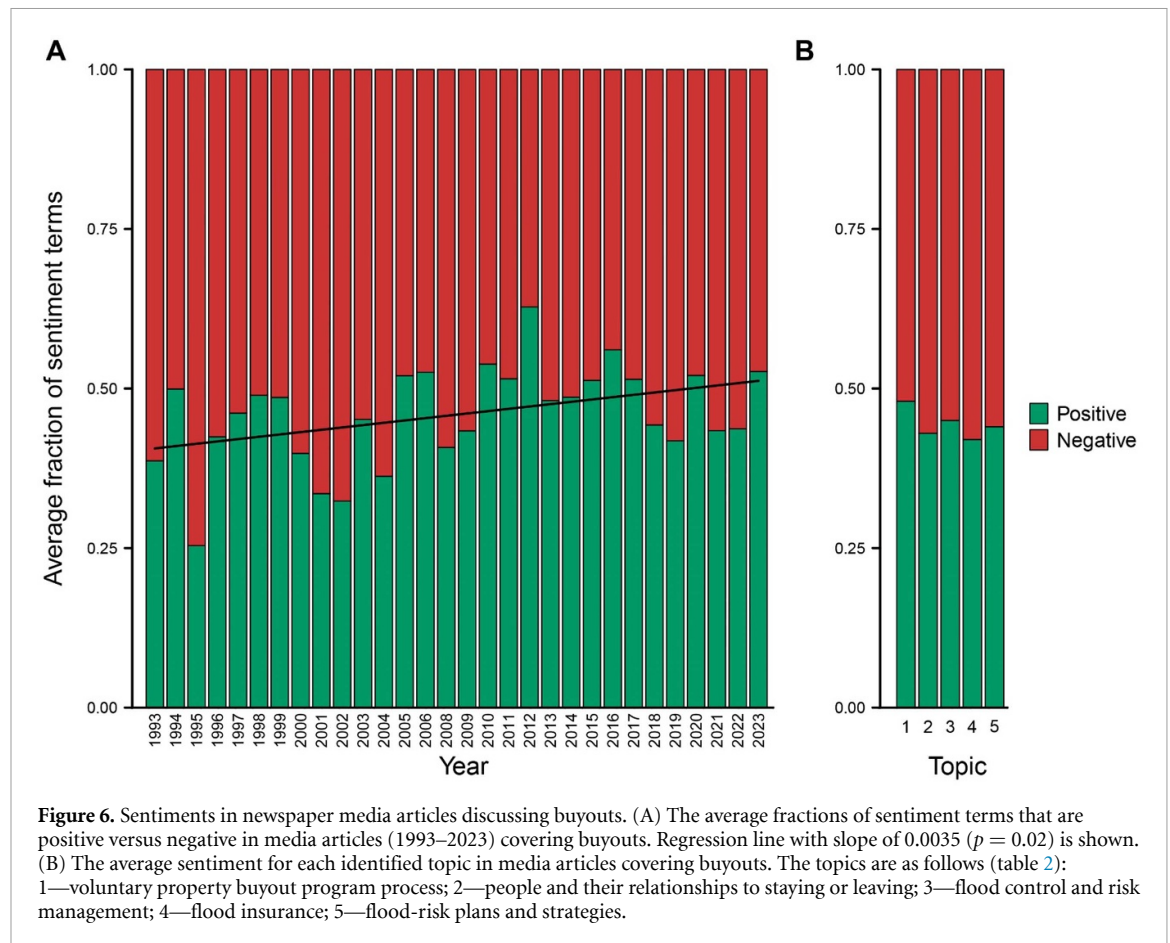 A
B
1.00
0.75
0.50
0.25
0.00
Average fraction of sentiment terms
1993 1994 1995 1996 1997 1998 1999 2000 2001 2002 2003 2004 2005 2006 2008 2009 2010 2011 2012 2013 2014 2015 2016 2017 2018 2019 2020 2021 2022 2023
Year
1.00
0.75
0.50
0.25
0.00
1 2 3 4 5
Topic
Positive
Negative
Figure 6. Sentiments in newspaper media articles discussing buyouts. (A) The average fractions of sentiment terms that are
positive versus negative in media articles (1993–2023) covering buyouts. Regression line with slope of 0.0035 (p = 0.02) is shown.
(B) The average sentiment for each identified topic in media articles covering buyouts. The topics are as follows (table 2):
1—voluntary property buyout program process; 2—people and their relationships to staying or leaving; 3—flood control and risk
management; 4—flood insurance; 5—flood-risk plans and strategies.